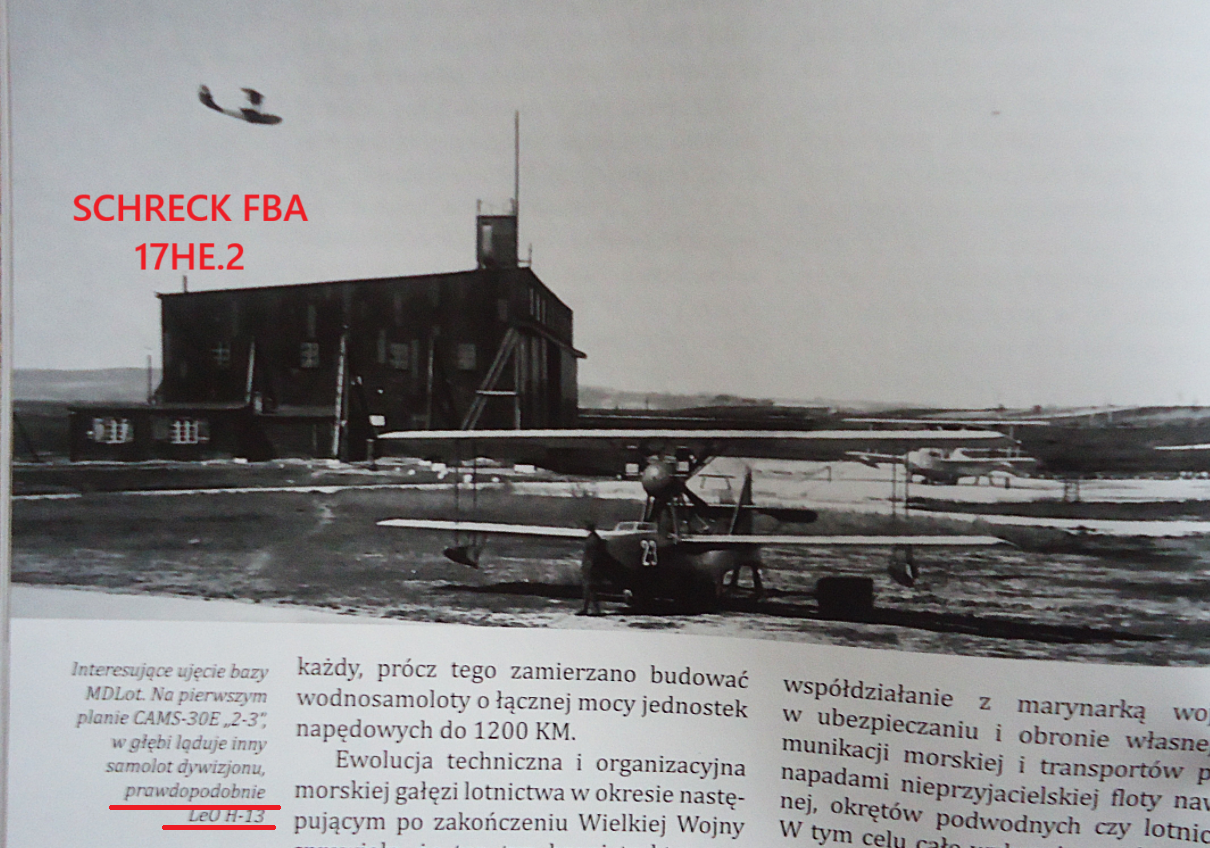 SCHRECK FBA
17HE.2
23
Interesujące ujęcie bazy
MDLot. Na pierwszym
planie CAMS-30E „2-3”,
w głębi ląduje inny
samolot dywizjonu,
prawdopodobnie
LeO H-13
każdy, prócz tego zamierzano budować
wodnosamoloty o łącznej mocy jednostek
napędowych do 1200 KM.
Ewolucja techniczna i organizacyjna
morskiej gałęzi lotnictwa w okresie nastę-
pującym po zakończeniu Wielkiej Wojny
współdziałanie z marynarką
w ubezpieczaniu i obronie własne
munikacji morskiej i transportów
napadami nieprzyjacielskiej floty
nej, okrętów podwodnych czy
W tym celu